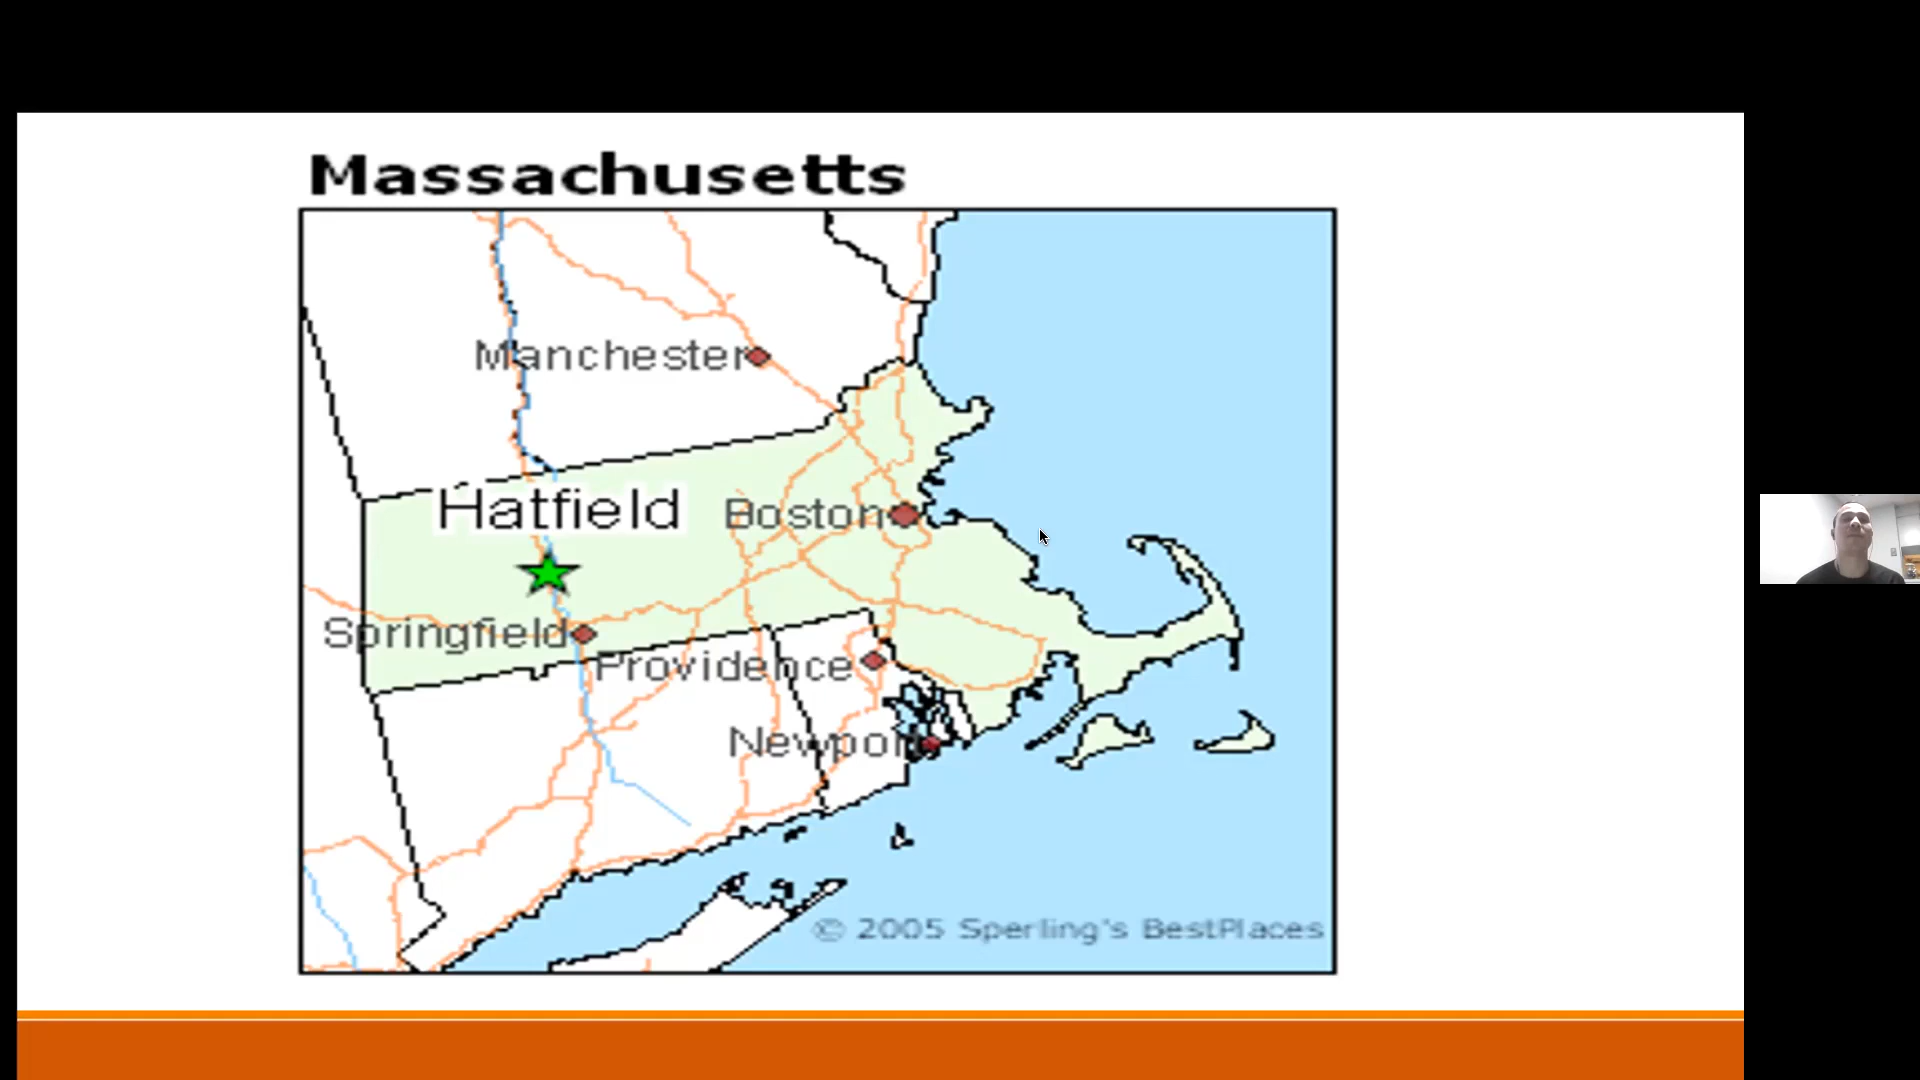 Massachusetts
Manchester
Hatfield
Boston
Springfield
Providence
Newport
© 2005 Sperling's BestPlaces